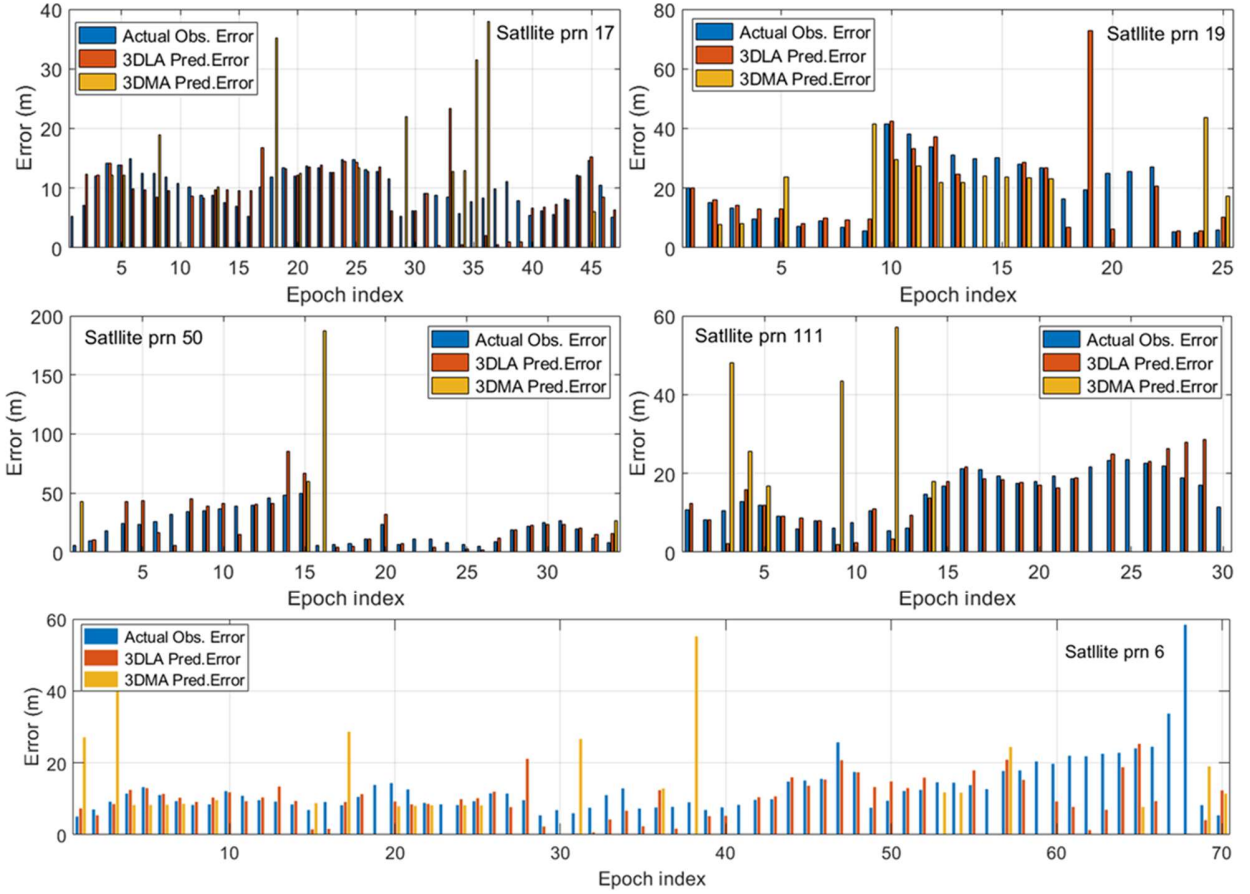 40
30
20
10
0
Error (m)
Actual Obs. Error
3DLA Pred.Error
3DMA Pred.Error
Satllite prn 17
5 10 15 20 25 30 35 40 45
Epoch index
80
60
40
20
0
Error (m)
Actual Obs. Error
3DLA Pred.Error
3DMA Pred.Error
Satllite prn 19
5 10 15 20 25
Epoch index
200
150
100
50
0
Error (m)
Satllite prn 50
Actual Obs. Error
3DLA Pred.Error
3DMA Pred.Error
5 10 15 20 25 30
Epoch index
60
40
20
0
Error (m)
Satllite prn 111
Actual Obs. Error
3DLA Pred.Error
3DMA Pred.Error
5 10 15 20 25 30
Epoch index
60
40
20
0
Error (m)
Actual Obs. Error
3DLA Pred.Error
3DMA Pred.Error
Satllite prn 6
10 20 30 40 50 60 70
Epoch index